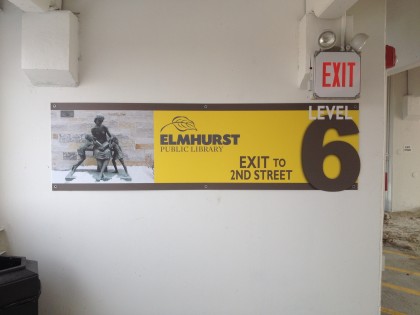 EXIT
LEVEL
6
ELMHURST
PUBLIC LIBRARY
EXIT TO
2ND STREET